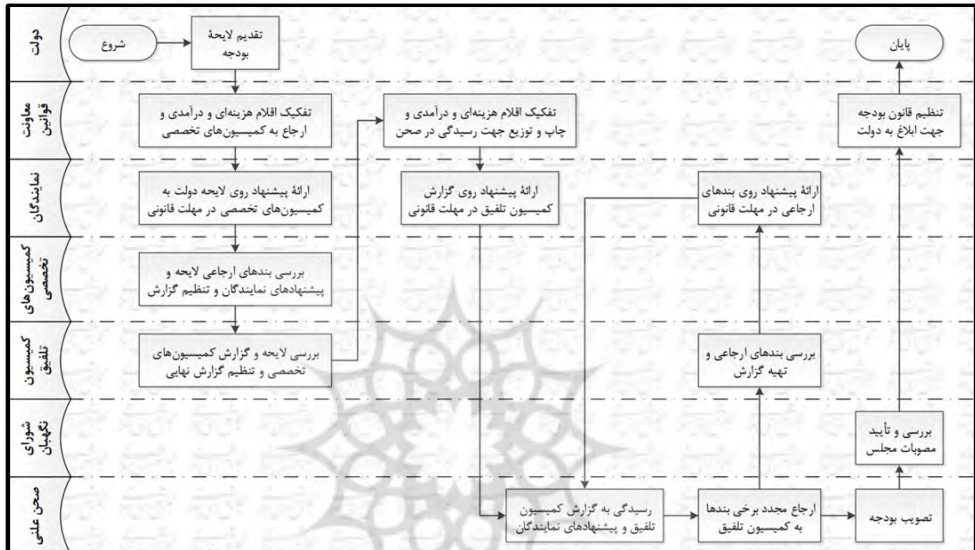 دولت
شروع
تقدیم لایحهٔ
بودجه
پایان
معاونت
قوانین
تفکیک اقلام هزینه‌ای و درآمدی و
ارجاع به کمیسیون‌های تخصصی
تفکیک اقلام هزینه‌ای و درآمدی و
چاپ و توزیع جهت رسیدگی در صحن
تنظیم قانون بودجه
جهت ابلاغ به دولت
نمایندگان
ارائهٔ پیشنهاد روی لایحه دولت به
کمیسیون‌های تخصصی در مهلت قانونی
ارائهٔ پیشنهاد روی گزارش
کمیسیون تلفیق در مهلت قانونی
ارائهٔ پیشنهاد روی بندهای
ارجاعی در مهلت قانونی
کمیسیون‌های
تخصصی
بررسی بندهای ارجاعی لایحه و
پیشنهادهای نمایندگان و تنظیم گزارش
کمیسیون
تلفیق
بررسی لایحه و گزارش کمیسیون‌های
تخصصی و تنظیم گزارش نهایی
بررسی بندهای ارجاعی و
تهیه گزارش
شورای
نگهبان
بررسی و تأیید
مصوبات مجلس
صحن علنی
رسیدگی به گزارش کمیسیون
تلفیق و پیشنهادهای نمایندگان
ارجاع مجدد برخی بندها
به کمیسیون تلفیق
تصویب بودجه